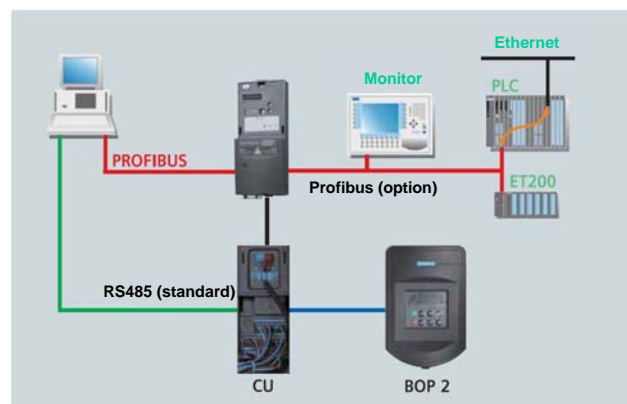 Ethernet
Monitor
PLC
PROFIBUS
Profibus (option)
ET200
RS485 (standard)
CU
BOP 2